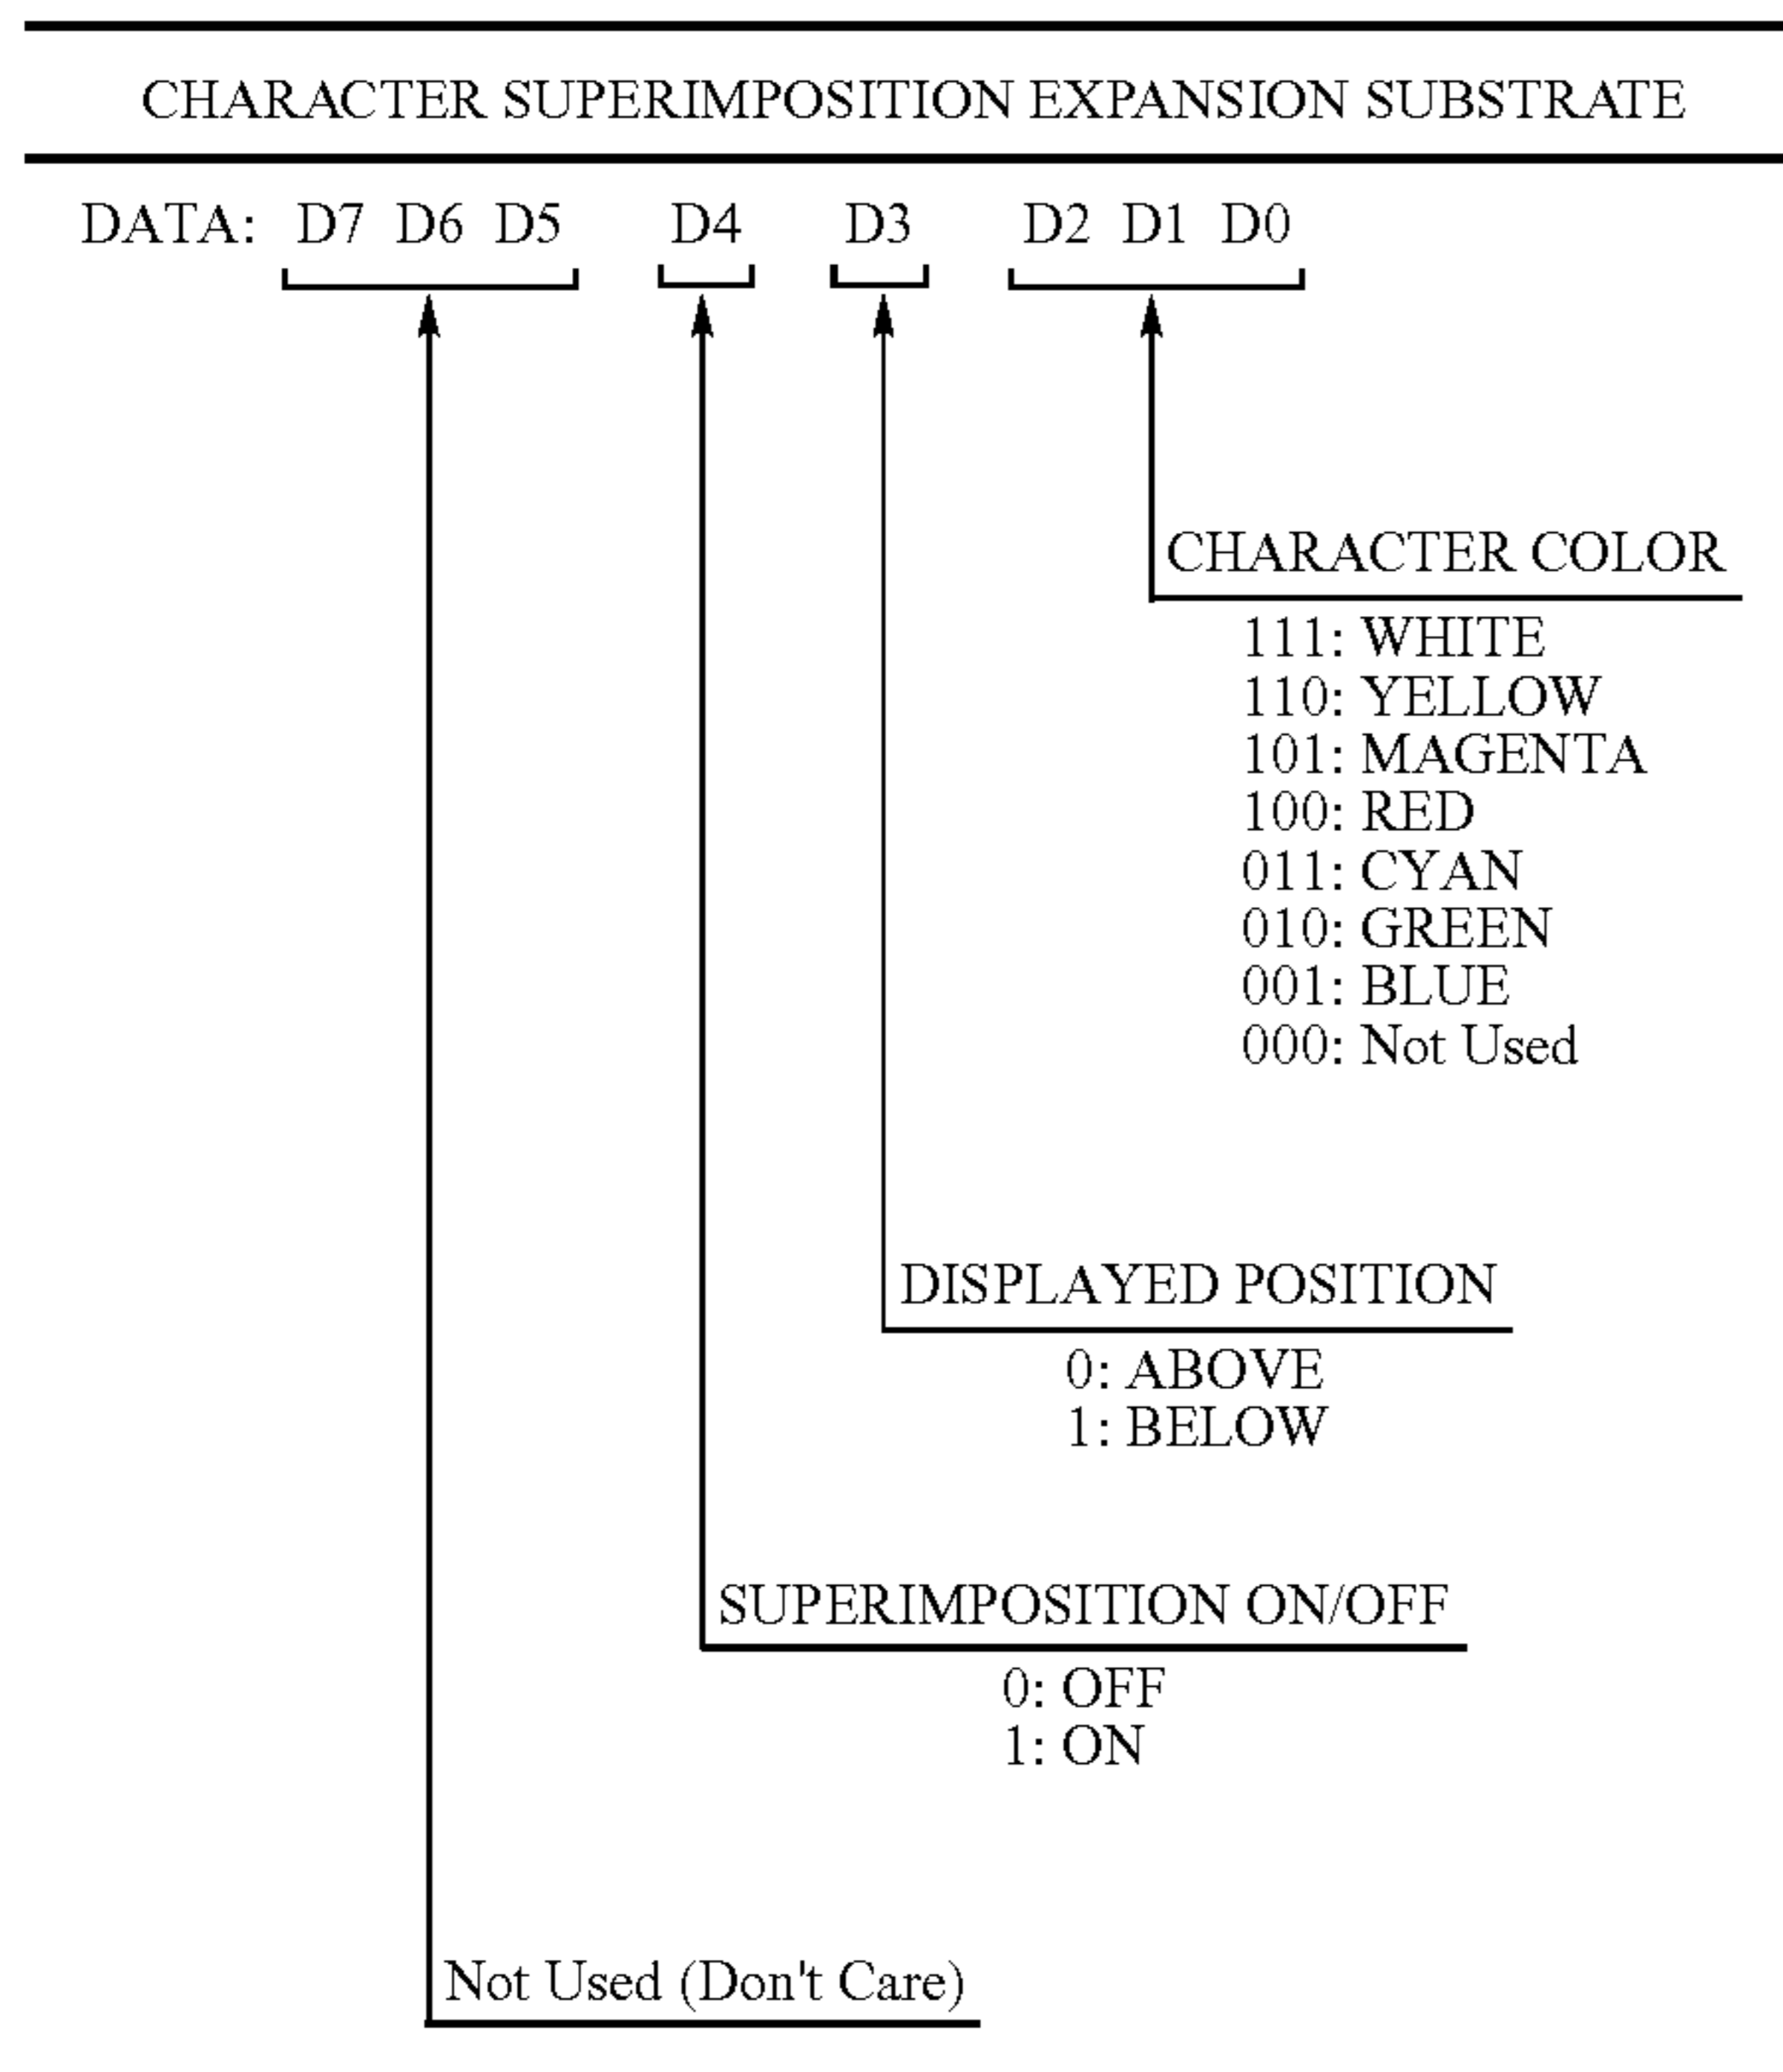 CHARACTER SUPERIMPOSITION EXPANSION SUBSTRATE
DATA: D7 D6 D5 D4 D3 D2 D1 D0
CHARACTER COLOR
111: WHITE
110: YELLOW
101: MAGENTA
100: RED
011: CYAN
010: GREEN
001: BLUE
000: Not Used
DISPLAYED POSITION
0: ABOVE
1: BELOW
SUPERIMPOSITION ON/OFF
0: OFF
1: ON
Not Used (Don't Care)